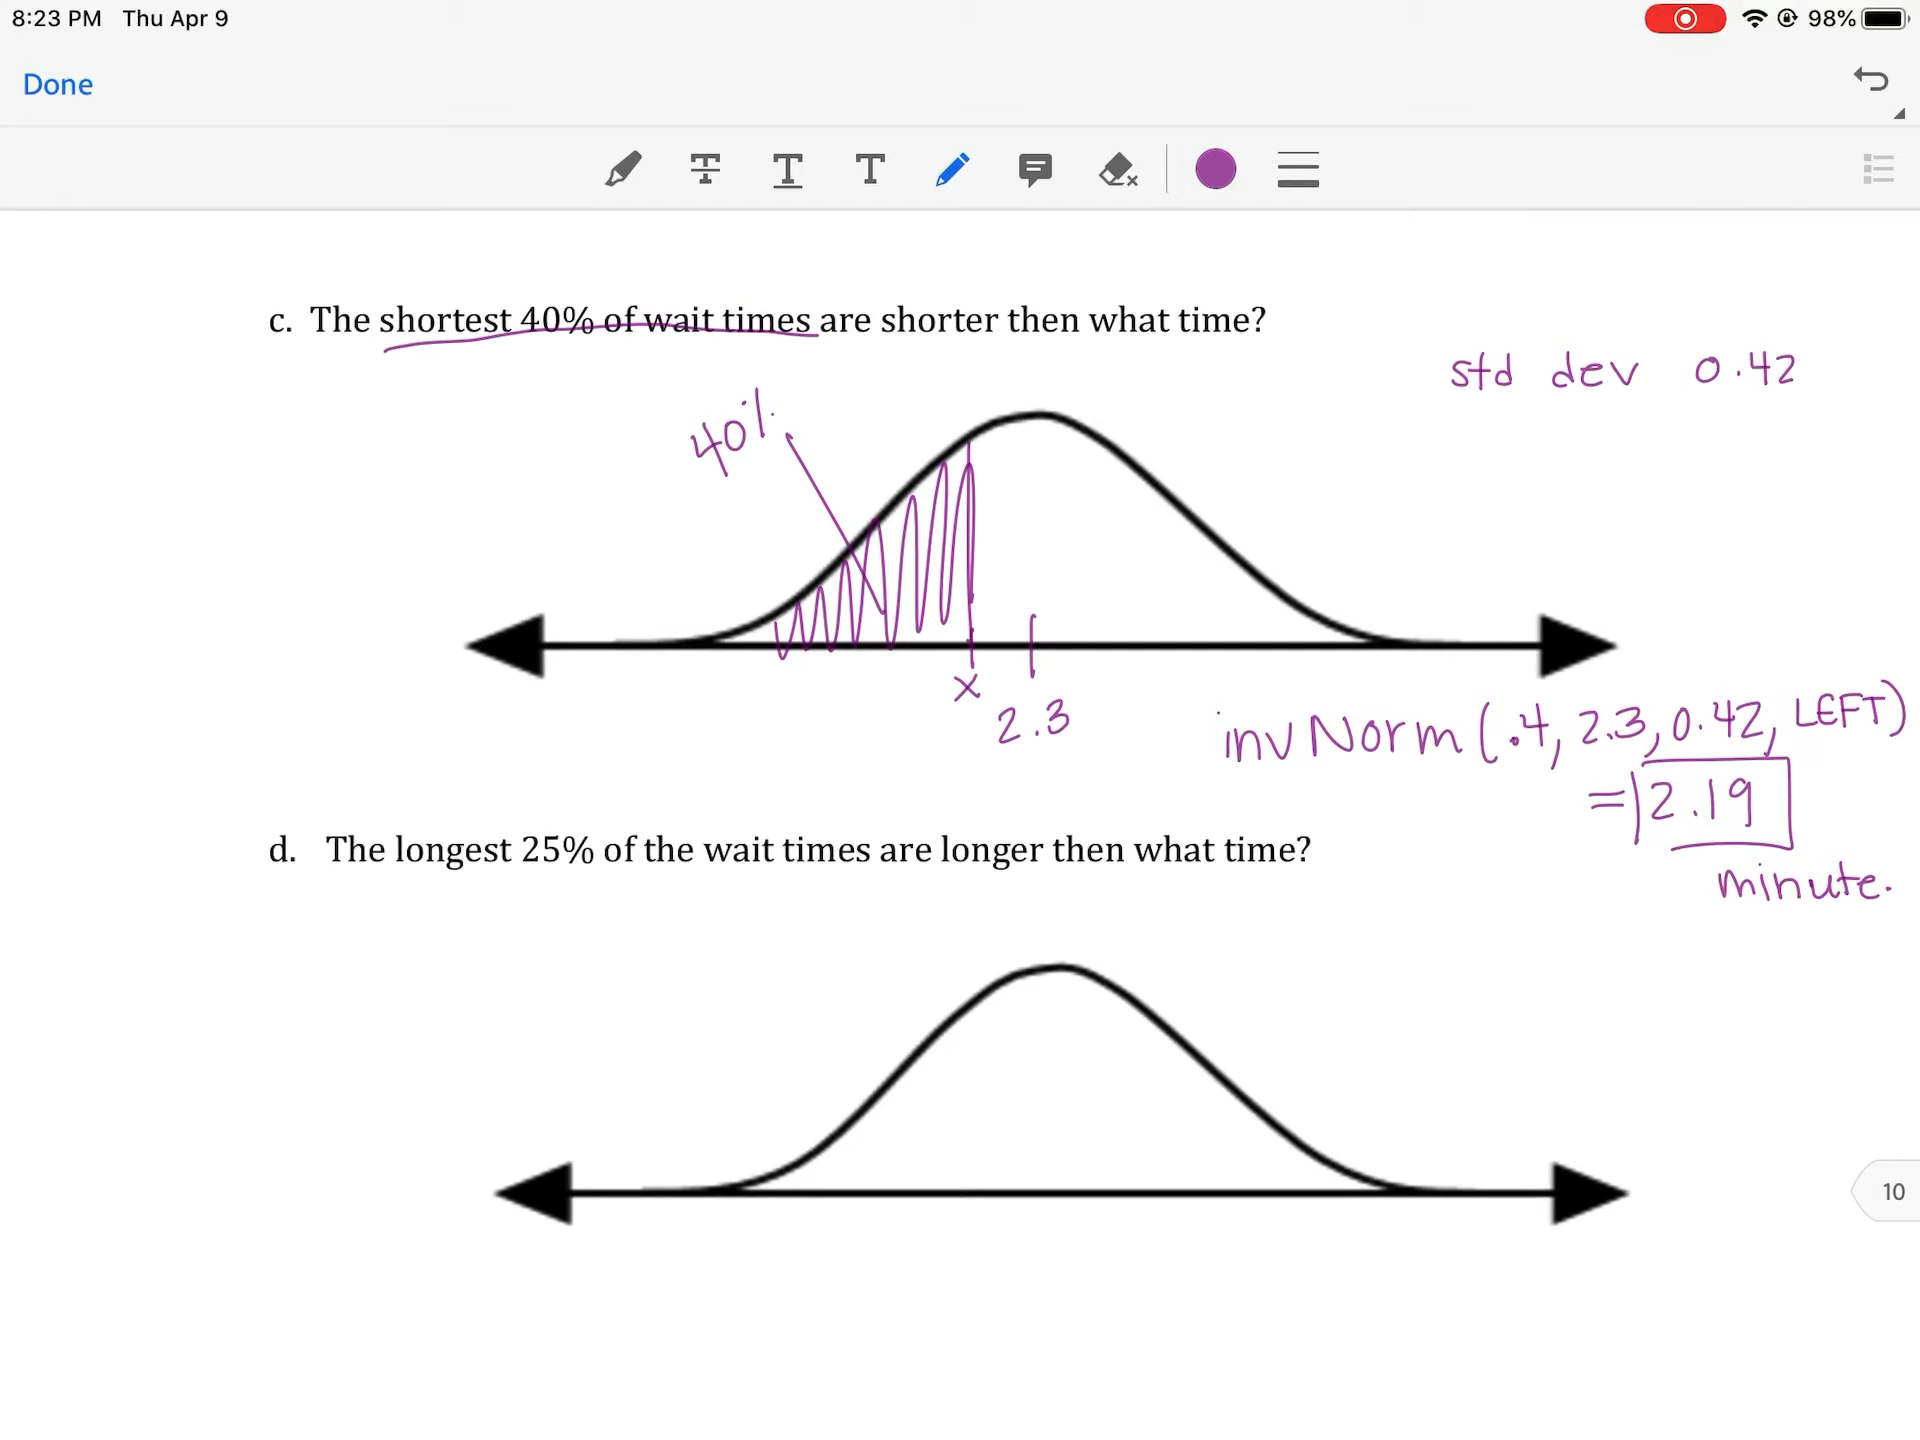 8:23 PM Thu Apr 9
98%
Done
T T T
c. The shortest 40% of wait times are shorter then what time?
std dev 0.42
40%
x
2.3
invNorm(.4, 2.3, 0.42, LEFT)
= 2.19
minute.
d. The longest 25% of the wait times are longer then what time?
10